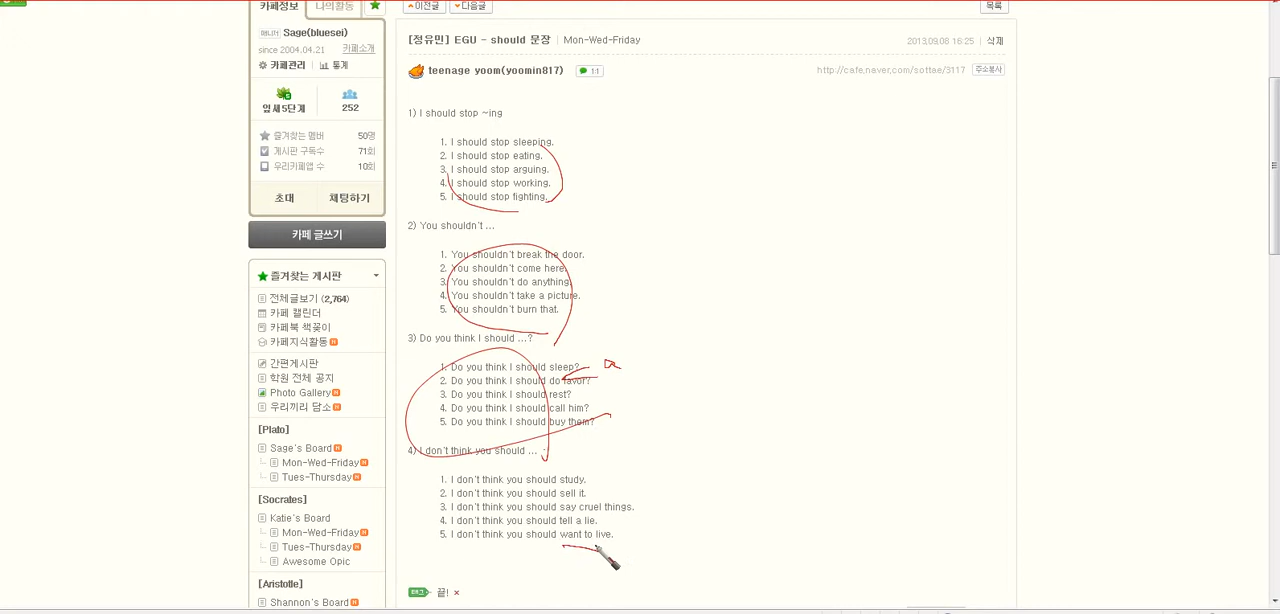 카페정보 나의활동
매니저 Sage(bluesei)
since 2004.04.21 카페소개
카페관리 통계
잎새5단계 252
즐겨찾는 멤버 50명
게시판 구독수 71회
우리카페앱 수 10회
초대 채팅하기
카페 글쓰기
즐겨찾는 게시판
전체글보기 (2,764)
카페 캘린더
카페북 책꽂이
카페지식활동
간편게시판
학원 전체 공지
Photo Gallery
우리끼리 담소
[Plato]
Sage's Board
Mon-Wed-Friday
Tues-Thursday
[Socrates]
Katie's Board
Mon-Wed-Friday
Tues-Thursday
Awesome Opic
[Aristotle]
Shannon's Board
이전글 다음글 목록
[정유민] EGU - should 문장 Mon-Wed-Friday 2013.09.08 16:25 삭제
teenage yoom(yoomin817) 1:1 http://cafe.naver.com/sottae/3117 주소복사
1) I should stop ~ing
1. I should stop sleeping.
2. I should stop eating.
3. I should stop arguing.
4. I should stop working.
5. I should stop fighting.
2) You shouldn't ...
1. You shouldn't break the door.
2. You shouldn't come here.
3. You shouldn't do anything.
4. You shouldn't take a picture.
5. You shouldn't burn that.
3) Do you think I should ...?
1. Do you think I should sleep? a
2. Do you think I should do favor?
3. Do you think I should rest?
4. Do you think I should call him?
5. Do you think I should buy them?
4) I don't think you should ...
1. I don't think you should study.
2. I don't think you should sell it.
3. I don't think you should say cruel things.
4. I don't think you should tell a lie.
5. I don't think you should want to live.
태그 끝!